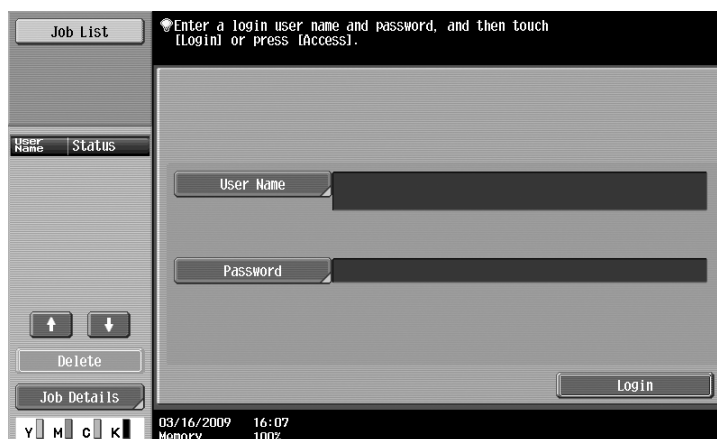 Job List
Enter a login user name and password, and then touch
[Login] or press [Access].
User Name
Status
User Name
Password
Delete
Job Details
Login
Y M C K
03/16/2009 16:07
Memory 100%